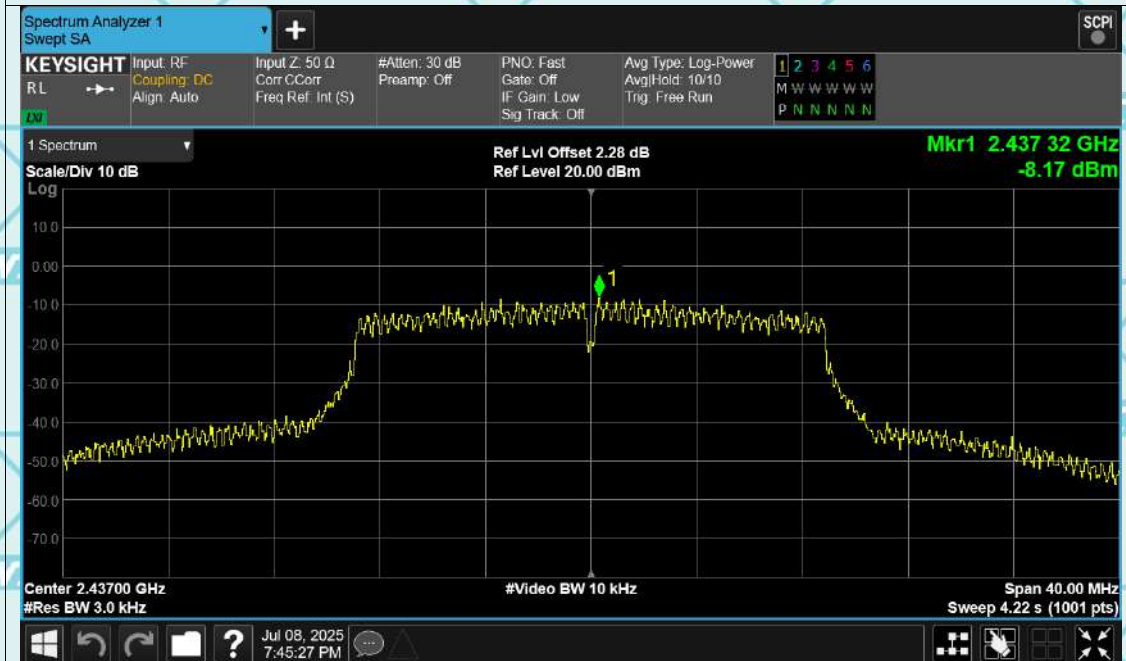 Spectrum Analyzer 1
Swept SA
+
SCPI
KEYSIGHT
RL
LXI
Input: RF
Coupling: DC
Align: Auto
Input Z: 50 Ω
Corr CCorr
Freq Ref: Int (S)
#Atten: 30 dB
Preamp: Off
PNO: Fast
Gate: Off
IF Gain: Low
Sig Track: Off
Avg Type: Log-Power
Avg|Hold: 10/10
Trig: Free Run
1 2 3 4 5 6
M W W W W W W
P N N N N N N
1 Spectrum
Scale/Div 10 dB
Log
Ref Lvl Offset 2.28 dB
Ref Level 20.00 dBm
Mkr1 2.437 32 GHz
-8.17 dBm
10.0
0.00
-10.0
-20.0
-30.0
-40.0
-50.0
-60.0
-70.0
1
Center 2.43700 GHz
#Res BW 3.0 kHz
#Video BW 10 kHz
Span 40.00 MHz
Sweep 4.22 s (1001 pts)
?
Jul 08, 2025
7:45:27 PM